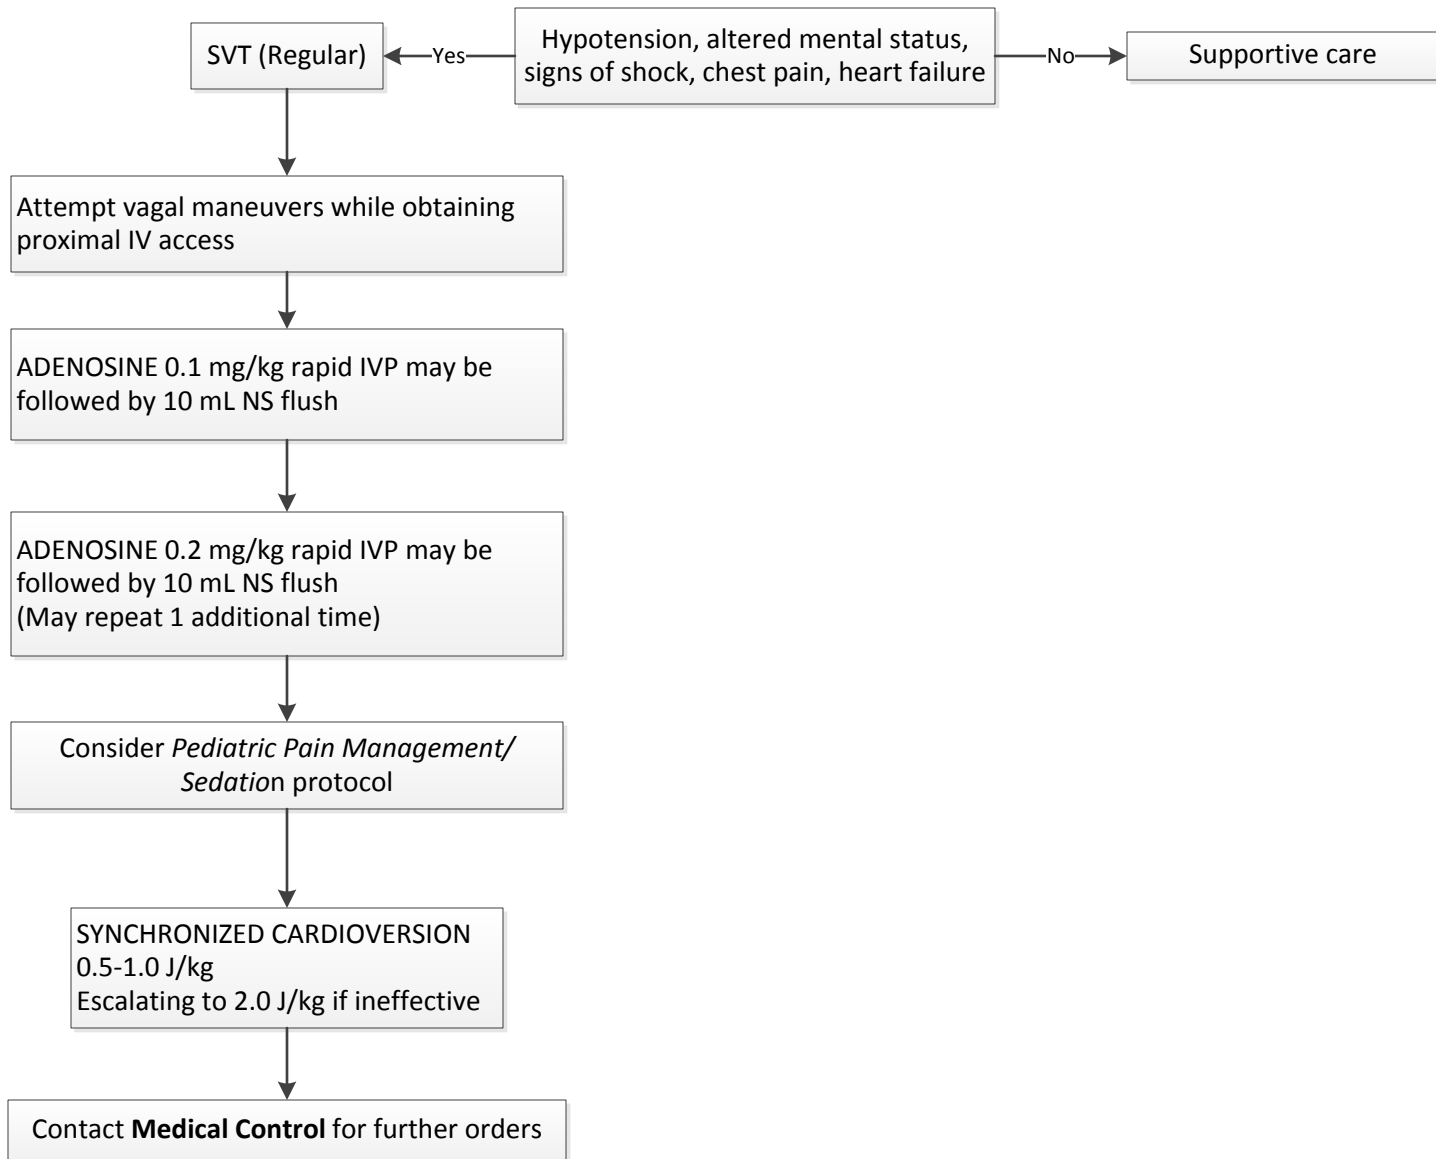 SVT (Regular)
Yes
Hypotension, altered mental status,
signs of shock, chest pain, heart failure
No
Supportive care
Attempt vagal maneuvers while obtaining
proximal IV access
ADENOSINE 0.1 mg/kg rapid IVP may be
followed by 10 mL NS flush
ADENOSINE 0.2 mg/kg rapid IVP may be
followed by 10 mL NS flush
(May repeat 1 additional time)
Consider Pediatric Pain Management/
Sedation protocol
SYNCHRONIZED CARDIOVERSION
0.5-1.0 J/kg
Escalating to 2.0 J/kg if ineffective
Contact Medical Control for further orders